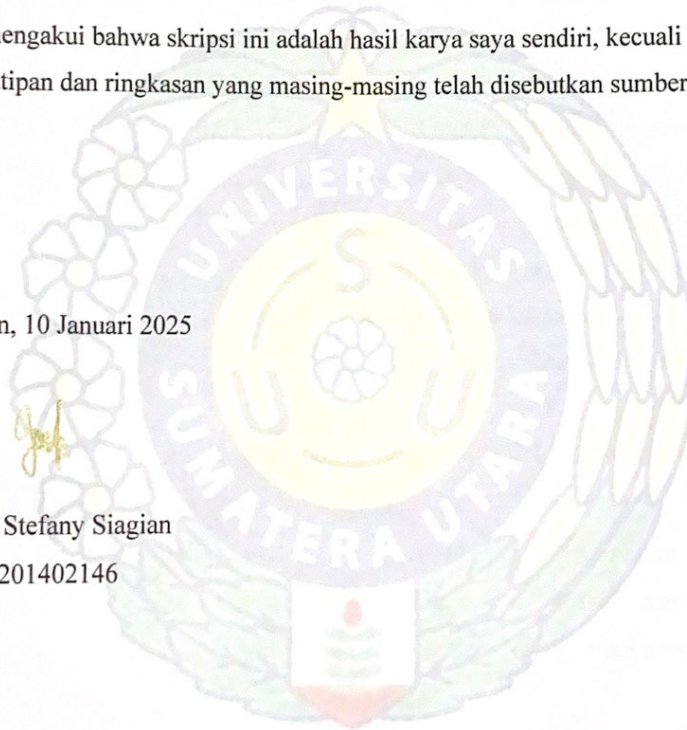 engakui bahwa skripsi ini adalah hasil karya saya sendiri, kecuali
tipan dan ringkasan yang masing-masing telah disebutkan sumber
UNIVERSITAS
SUMATERA UTARA
U S U
n, 10 Januari 2025
Stefany Siagian
201402146